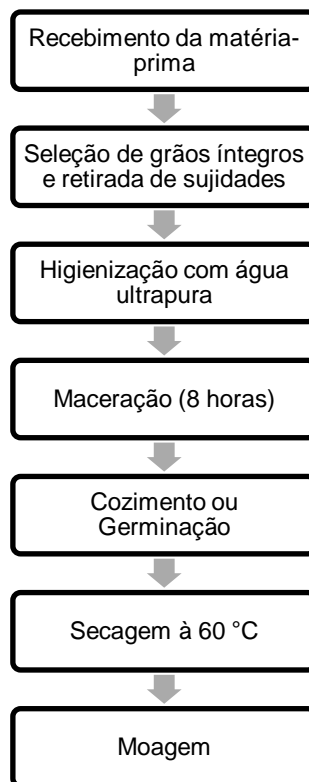 Recebimento da matéria-
prima
Seleção de grãos íntegros
e retirada de sujidades
Higienização com água
ultrapura
Maceração (8 horas)
Cozimento ou
Germinação
Secagem à 60 °C
Moagem